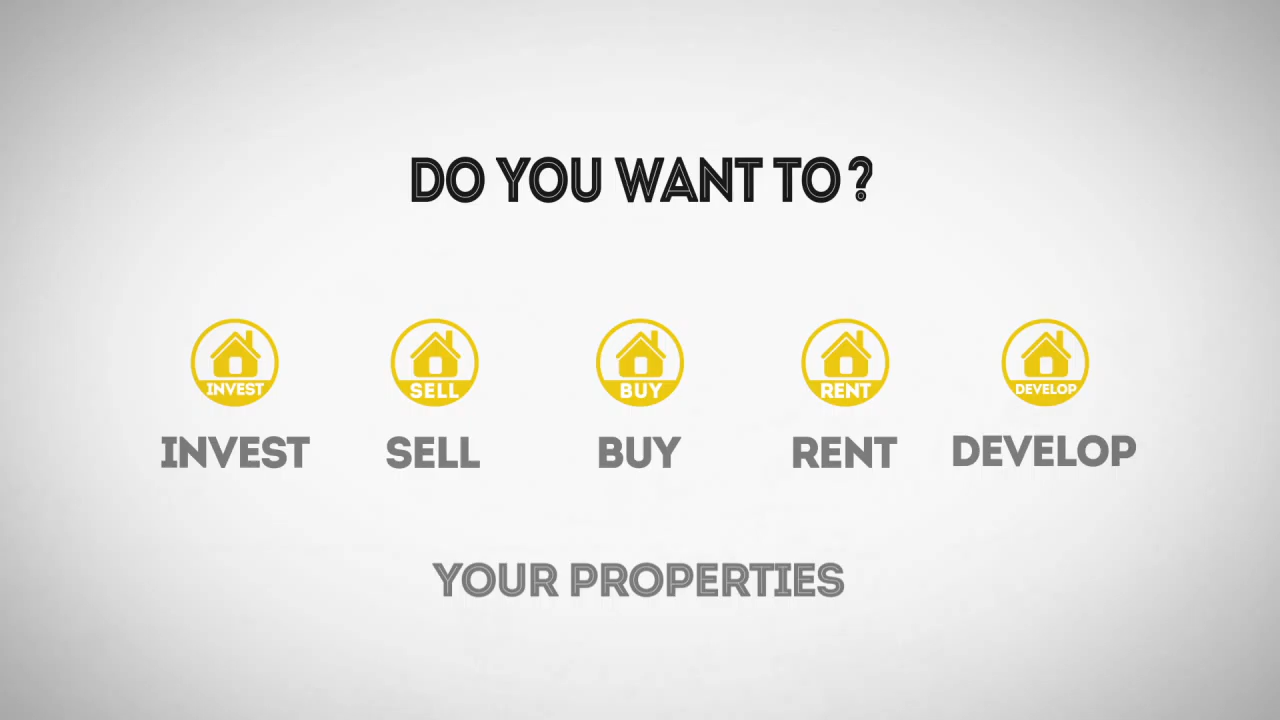 DO YOU WANT TO ?
INVEST SELL BUY RENT DEVELOP
INVEST SELL BUY RENT DEVELOP
YOUR PROPERTIES